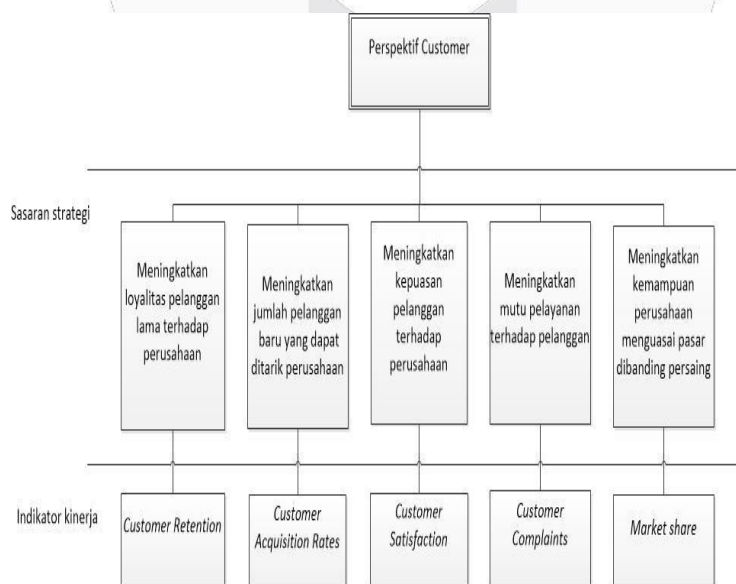 Perspektif Customer
Sasaran strategi
Meningkatkan
loyalitas pelanggan
lama terhadap
perusahaan
Meningkatkan
jumlah pelanggan
baru yang dapat
ditarik perusahaan
Meningkatkan
kepuasan
pelanggan
terhadap
perusahaan
Meningkatkan
mutu pelayanan
terhadap pelanggan
Meningkatkan
kemampuan
perusahaan
menguasai pasar
dibanding persaing
Indikator kinerja
Customer Retention
Customer
Acquisition Rates
Customer
Satisfaction
Customer
Complaints
Market share